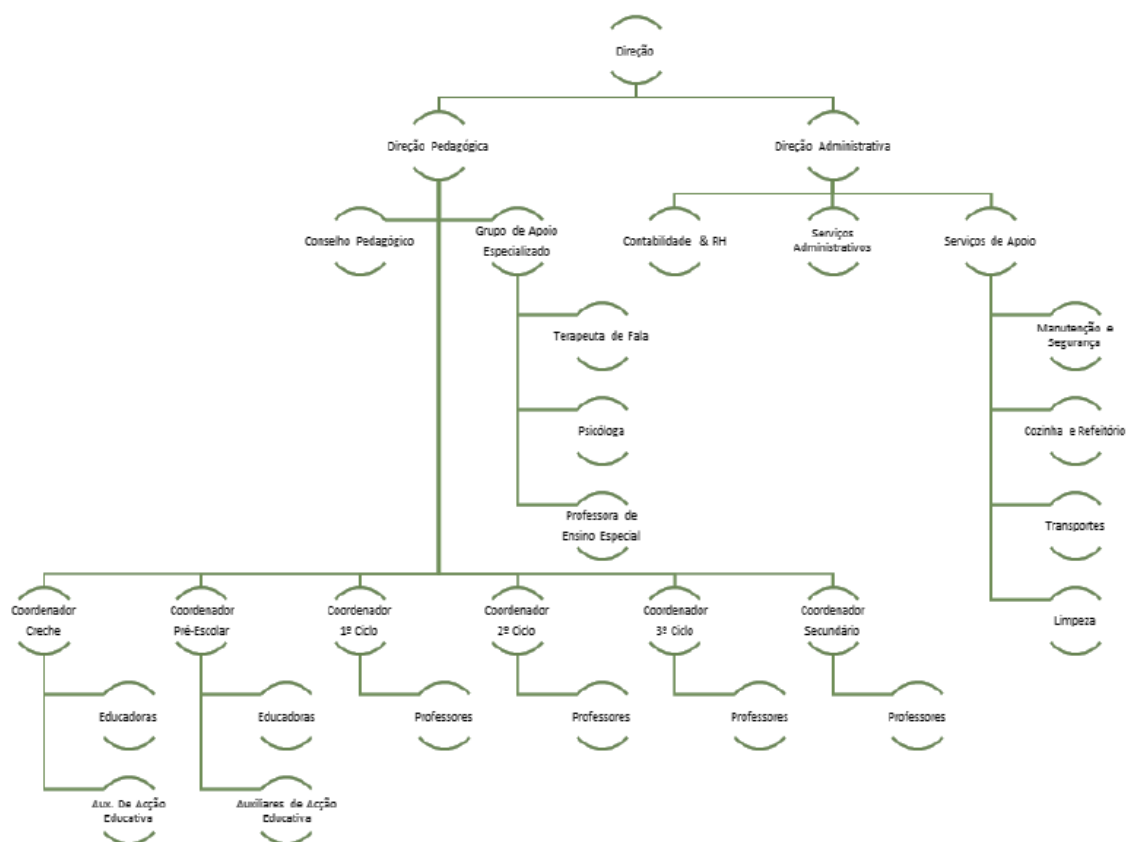 Direção
Direção Pedagógica
Direção Administrativa
Conselho Pedagógico
Grupo de Apoio
Especializado
Contabilidade & RH
Serviços
Administrativos
Serviços de Apoio
Terapeuta de Fala
Psicóloga
Professora de
Ensino Especial
Manutenção e
Segurança
Cozinha e Refeitório
Transportes
Limpeza
Coordenador
Creche
Coordenador
Pré-Escolar
Coordenador
1º Ciclo
Coordenador
2º Ciclo
Coordenador
3º Ciclo
Coordenador
Secundário
Educadoras
Educadoras
Professores
Professores
Professores
Professores
Aux. De Acção
Educativa
Auxiliares de Acção
Educativa